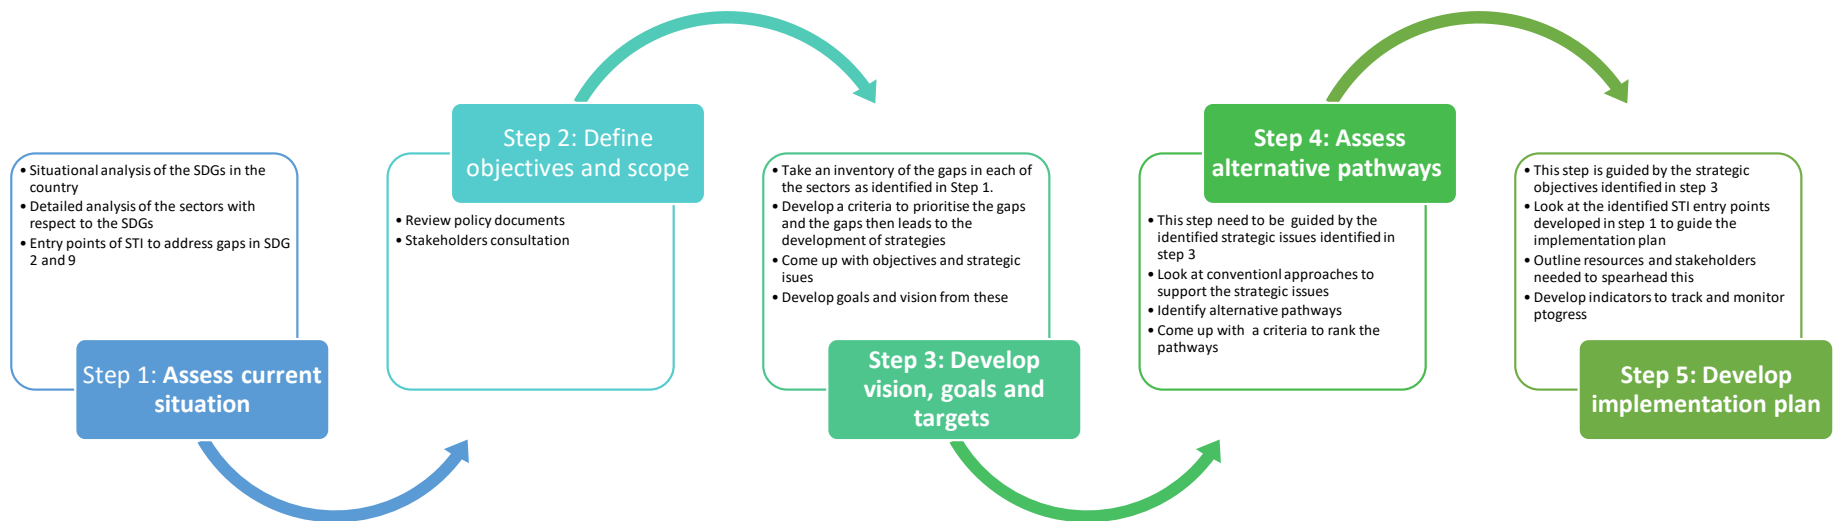 • Situational analysis of the SDGs in the
country
• Detailed analysis of the sectors with
respect to the SDGs
• Entry points of STI to address gaps in SDG
2 and 9
Step 1: Assess current
situation
Step 2: Define
objectives and scope
• Review policy documents
• Stakeholders consultation
• Take an inventory of the gaps in each of
the sectors as identified in Step 1.
• Develop a criteria to prioritise the gaps
and the gaps then leads to the
development of strategies
• Come up with objectives and strategic
isues
• Develop goals and vision from these
Step 3: Develop
vision, goals and
targets
Step 4: Assess
alternative pathways
• This step need to be guided by the
identified strategic issues identified in
step 3
• Look at conventionl approaches to
support the strategic issues
• Identify alternative pathways
• Come up with a criteria to rank the
pathways
• This step is guided by the strategic
objectives identified in step 3
• Look at the identified STI entry points
developed in step 1 to guide the
implementation plan
• Outline resources and stakeholders
needed to spearhead this
• Develop indicators to track and monitor
ptogress
Step 5: Develop
implementation plan